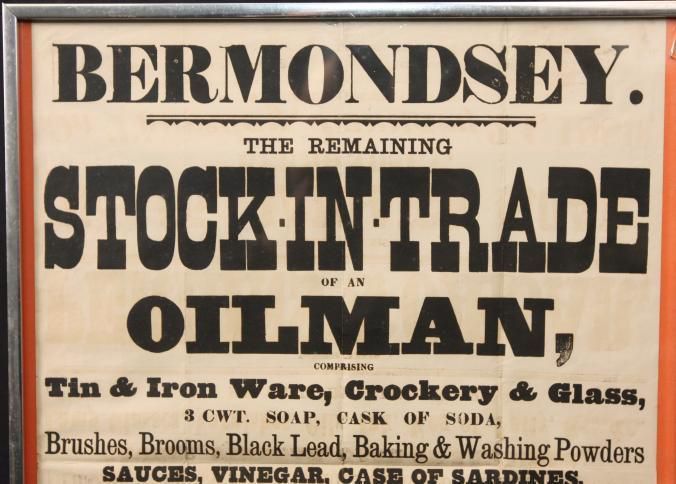 BERMONDSEY.
THE REMAINING
STOCK·IN·TRADE
OF AN
OILMAN,
COMPRISING
Tin & Iron Ware, Crockery & Glass,
3 CWT. SOAP, CASK OF SODA,
Brushes, Brooms, Black Lead, Baking & Washing Powders
SAUCES, VINEGAR, CASE OF SARDINES,